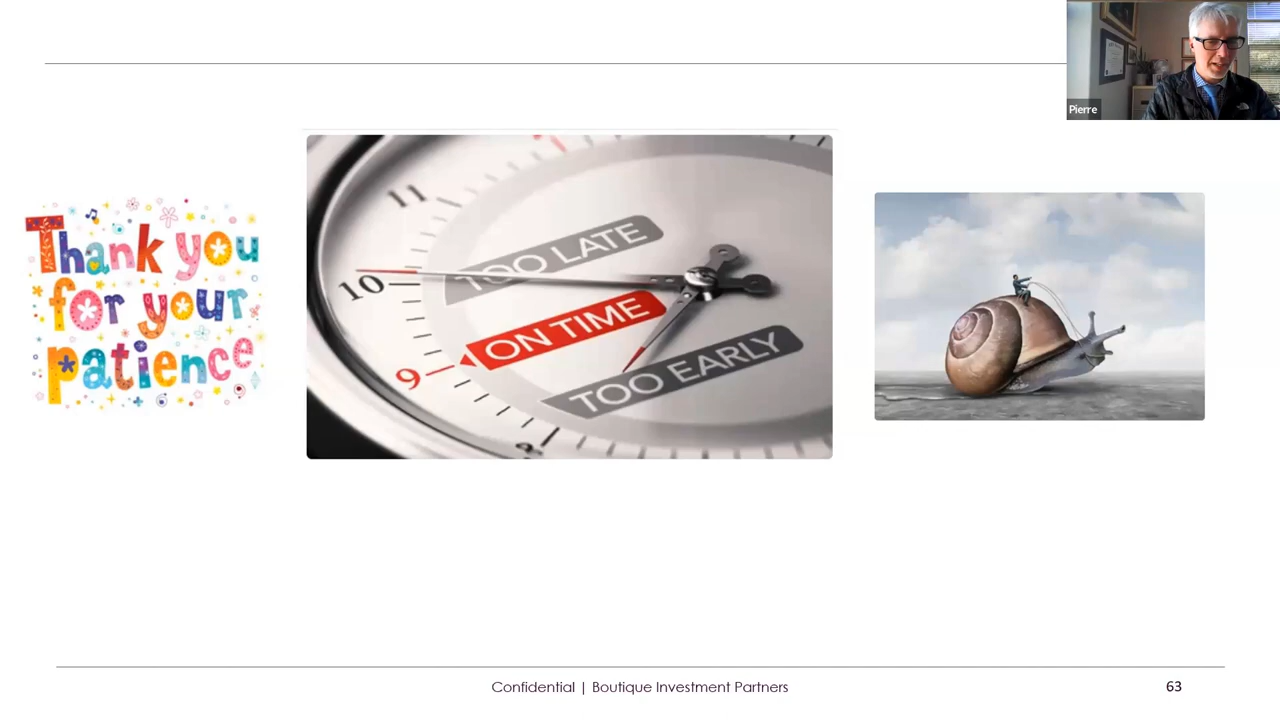 Pierre
Thank you
for your
patience
11
10
9
TOO LATE
ON TIME
TOO EARLY
Confidential | Boutique Investment Partners
63